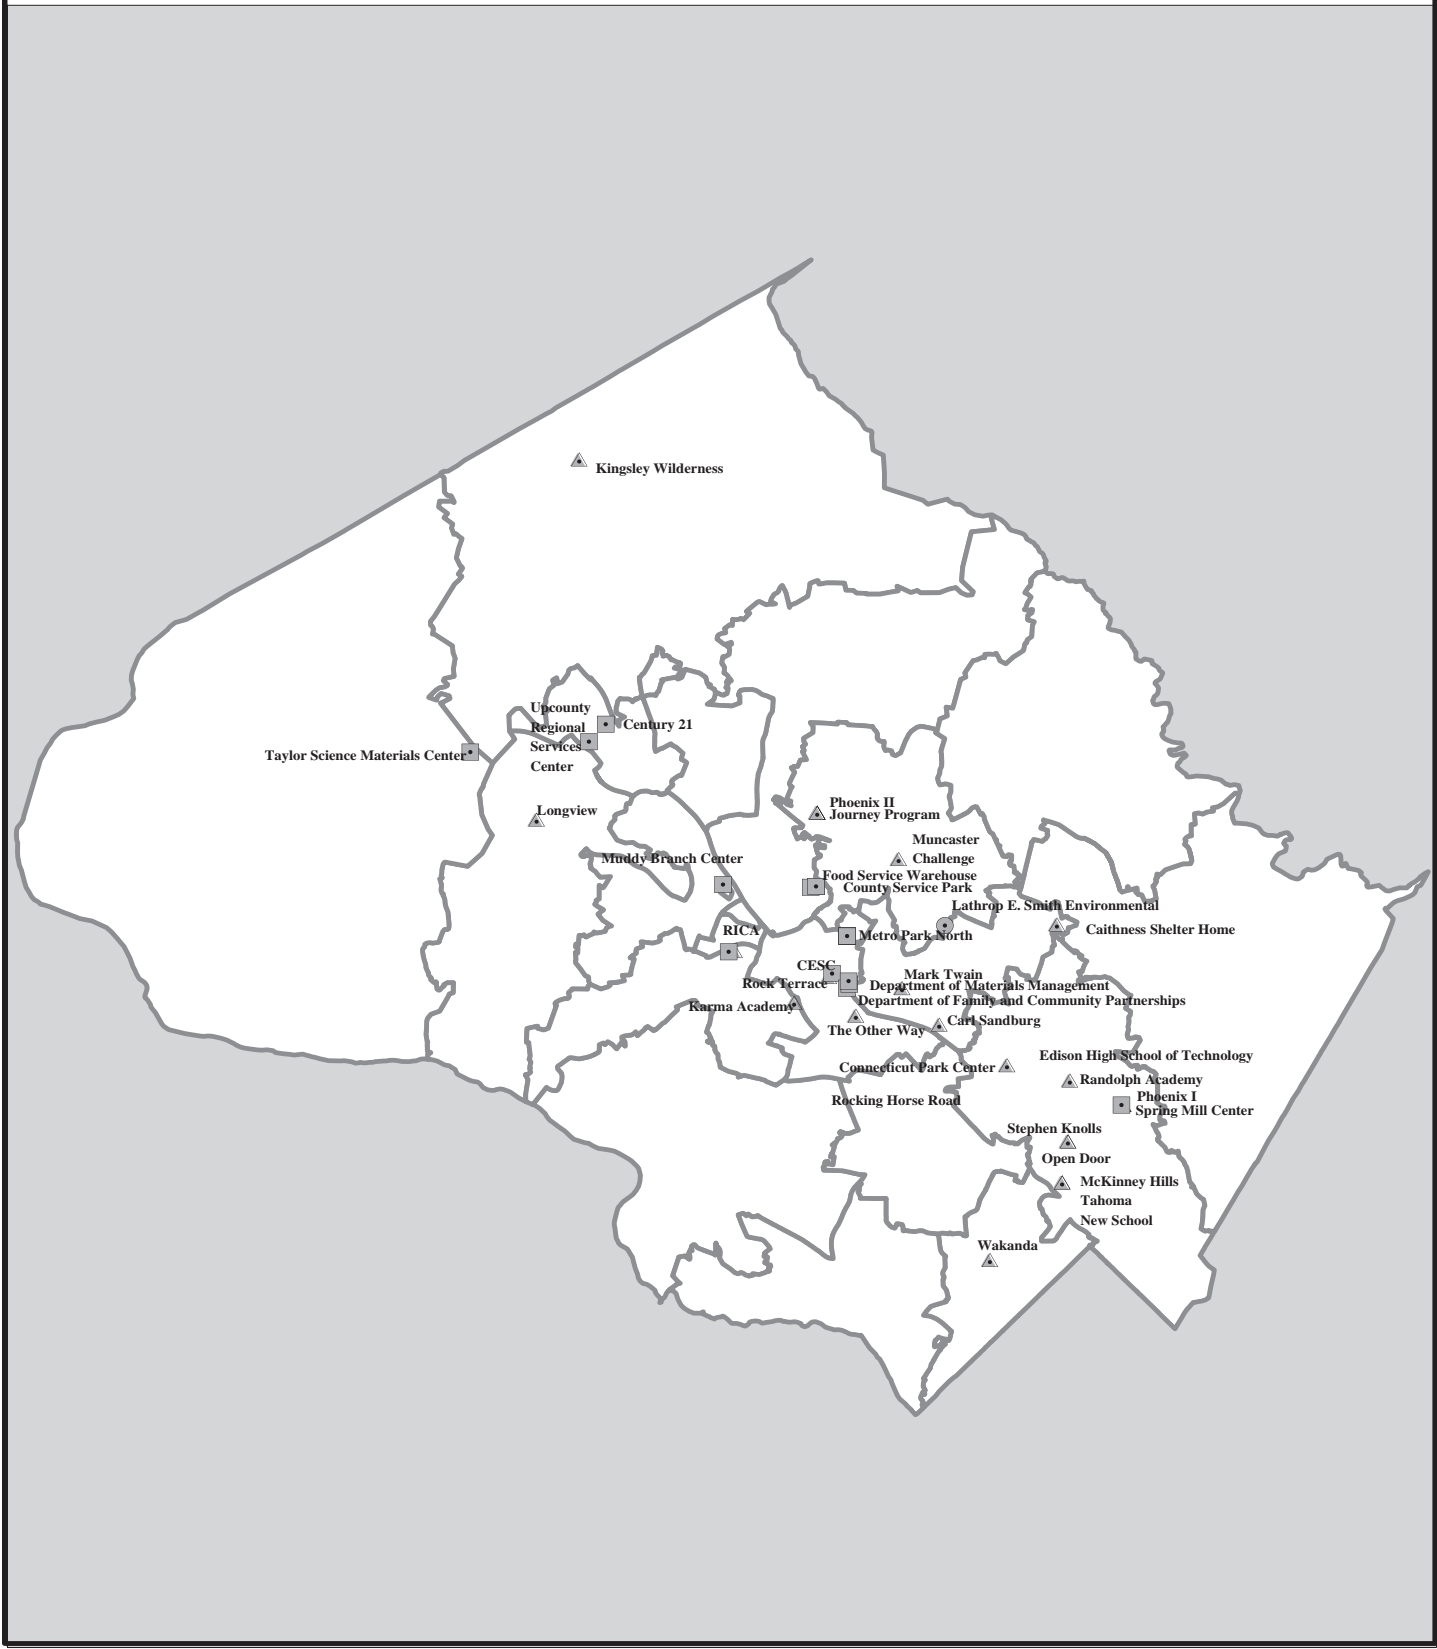 Kingsley Wilderness
Upcounty
Regional
Services
Center
Century 21
Taylor Science Materials Center
Longview
Phoenix II
Journey Program
Muncaster
Challenge
Muddy Branch Center
Food Service Warehouse
County Service Park
Lathrop E. Smith Environmental
RICA
Metro Park North
Caithness Shelter Home
CESC
Rock Terrace
Mark Twain
Department of Materials Management
Department of Family and Community Partnerships
Karma Academy
The Other Way
Carl Sandburg
Edison High School of Technology
Connecticut Park Center
Randolph Academy
Rocking Horse Road
Phoenix I
Spring Mill Center
Stephen Knolls
Open Door
McKinney Hills
Tahoma
New School
Wakanda